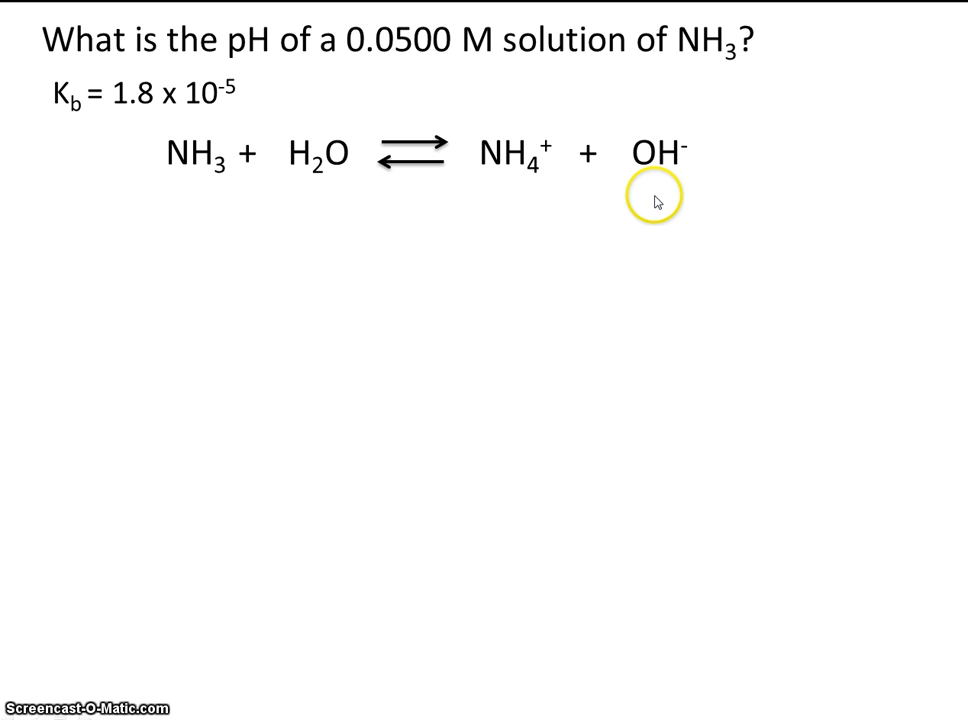 What is the pH of a 0.0500 M solution of NH₃?
K_b = 1.8 x 10⁻⁵
NH₃ + H₂O ⇌ NH₄⁺ + OH⁻
Screencast-O-Matic.com